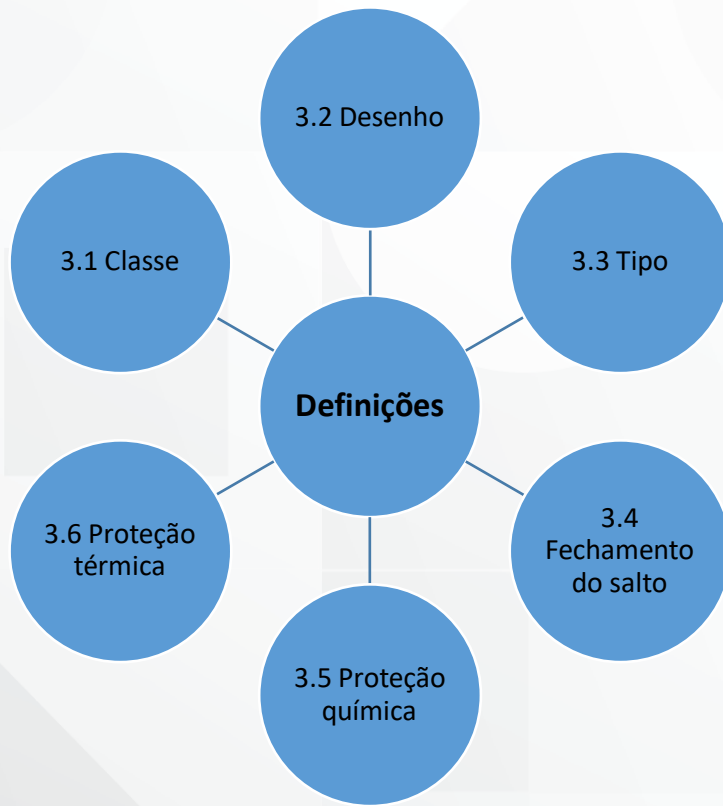 3.2 Desenho
3.1 Classe
3.3 Tipo
Definições
3.6 Proteção
térmica
3.4
Fechamento
do salto
3.5 Proteção
química